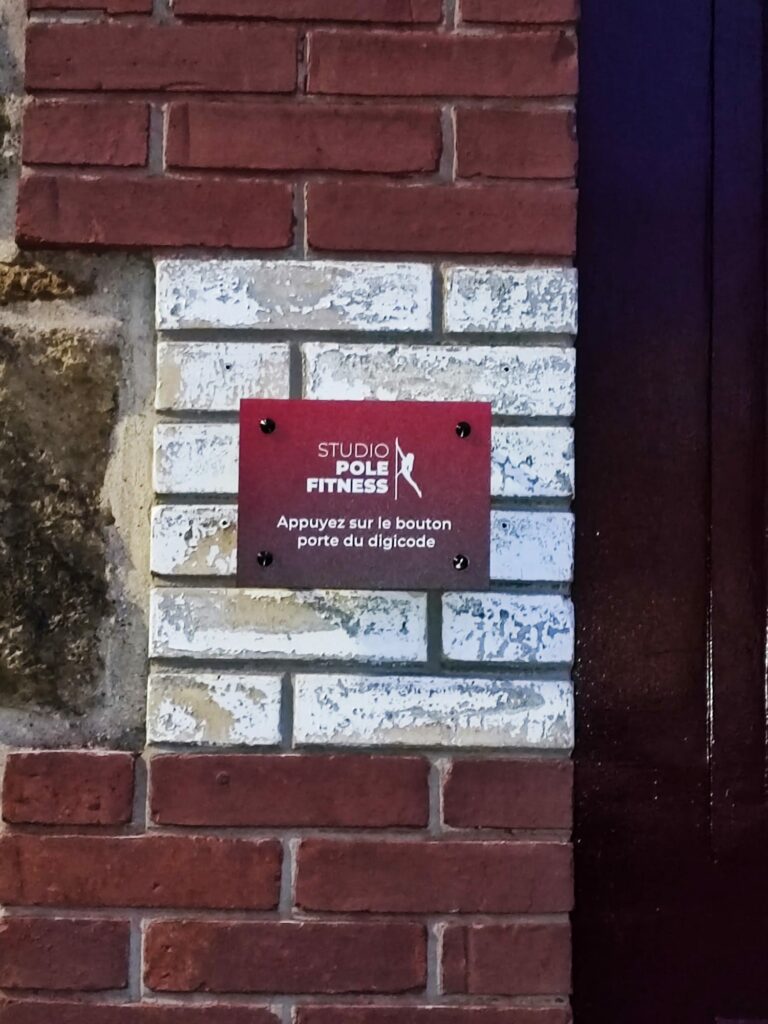 STUDIO
POLE
FITNESS
Appuyez sur le bouton
porte du digicode